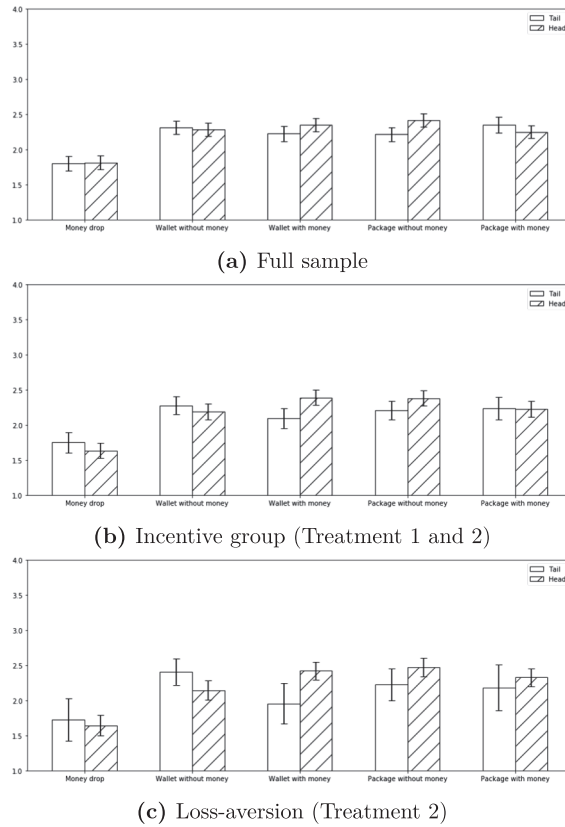 4.0
Tail
Head
3.5
3.0
2.5
2.0
1.5
1.0
Money drop Wallet without money Wallet with money Package without money Package with money
(a) Full sample
4.0
Tail
Head
3.5
3.0
2.5
2.0
1.5
1.0
Money drop Wallet without money Wallet with money Package without money Package with money
(b) Incentive group (Treatment 1 and 2)
4.0
Tail
Head
3.5
3.0
2.5
2.0
1.5
1.0
Money drop Wallet without money Wallet with money Package without money Package with money
(c) Loss-aversion (Treatment 2)